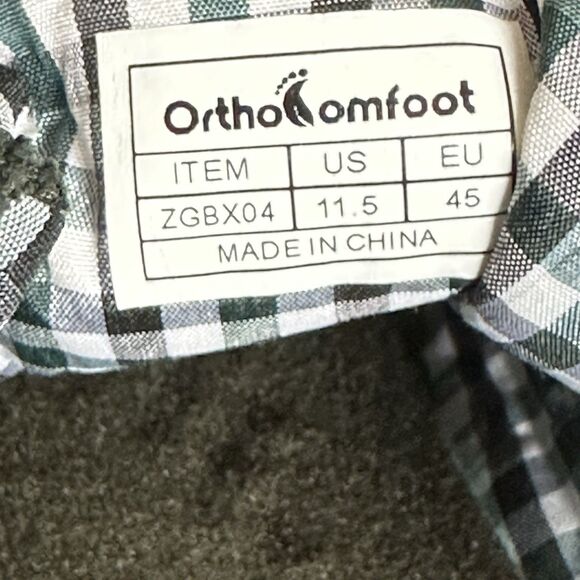 OrthoComfoot
ITEM US EU
ZGBX04 11.5 45
MADE IN CHINA